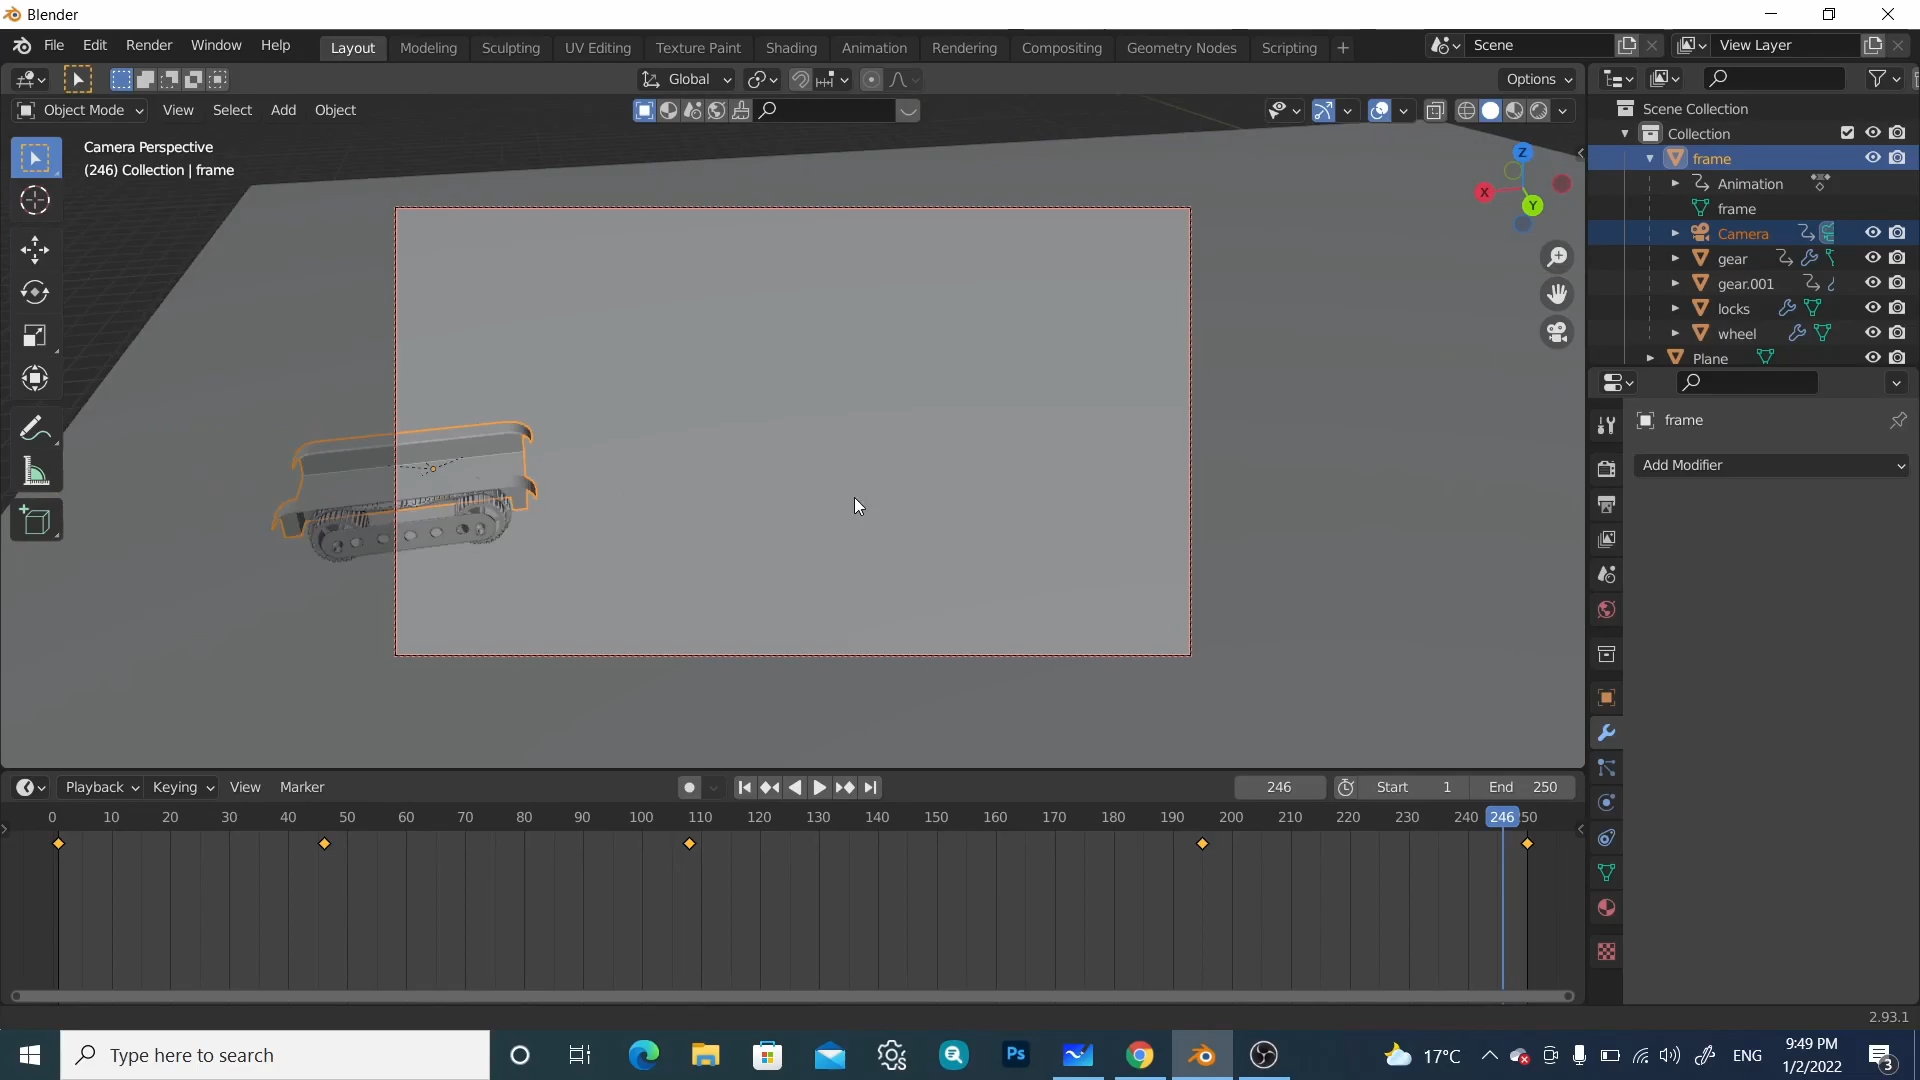 Blender
File Edit Render Window Help
Layout Modeling Sculpting UV Editing Texture Paint Shading Animation Rendering Compositing Geometry Nodes Scripting +
Scene
View Layer
Global
Options
Object Mode View Select Add Object
Camera Perspective
(246) Collection | frame
Z
X
Y
Scene Collection
Collection
frame
Animation
frame
Camera
gear
gear.001
locks
wheel
Plane
frame
Add Modifier
Playback Keying View Marker
246
Start 1
End 250
0 10 20 30 40 50 60 70 80 90 100 110 120 130 140 150 160 170 180 190 200 210 220 230 240 246 50
2.93.1
Type here to search
Ps
17°C
ENG
9:49 PM
1/2/2022
3